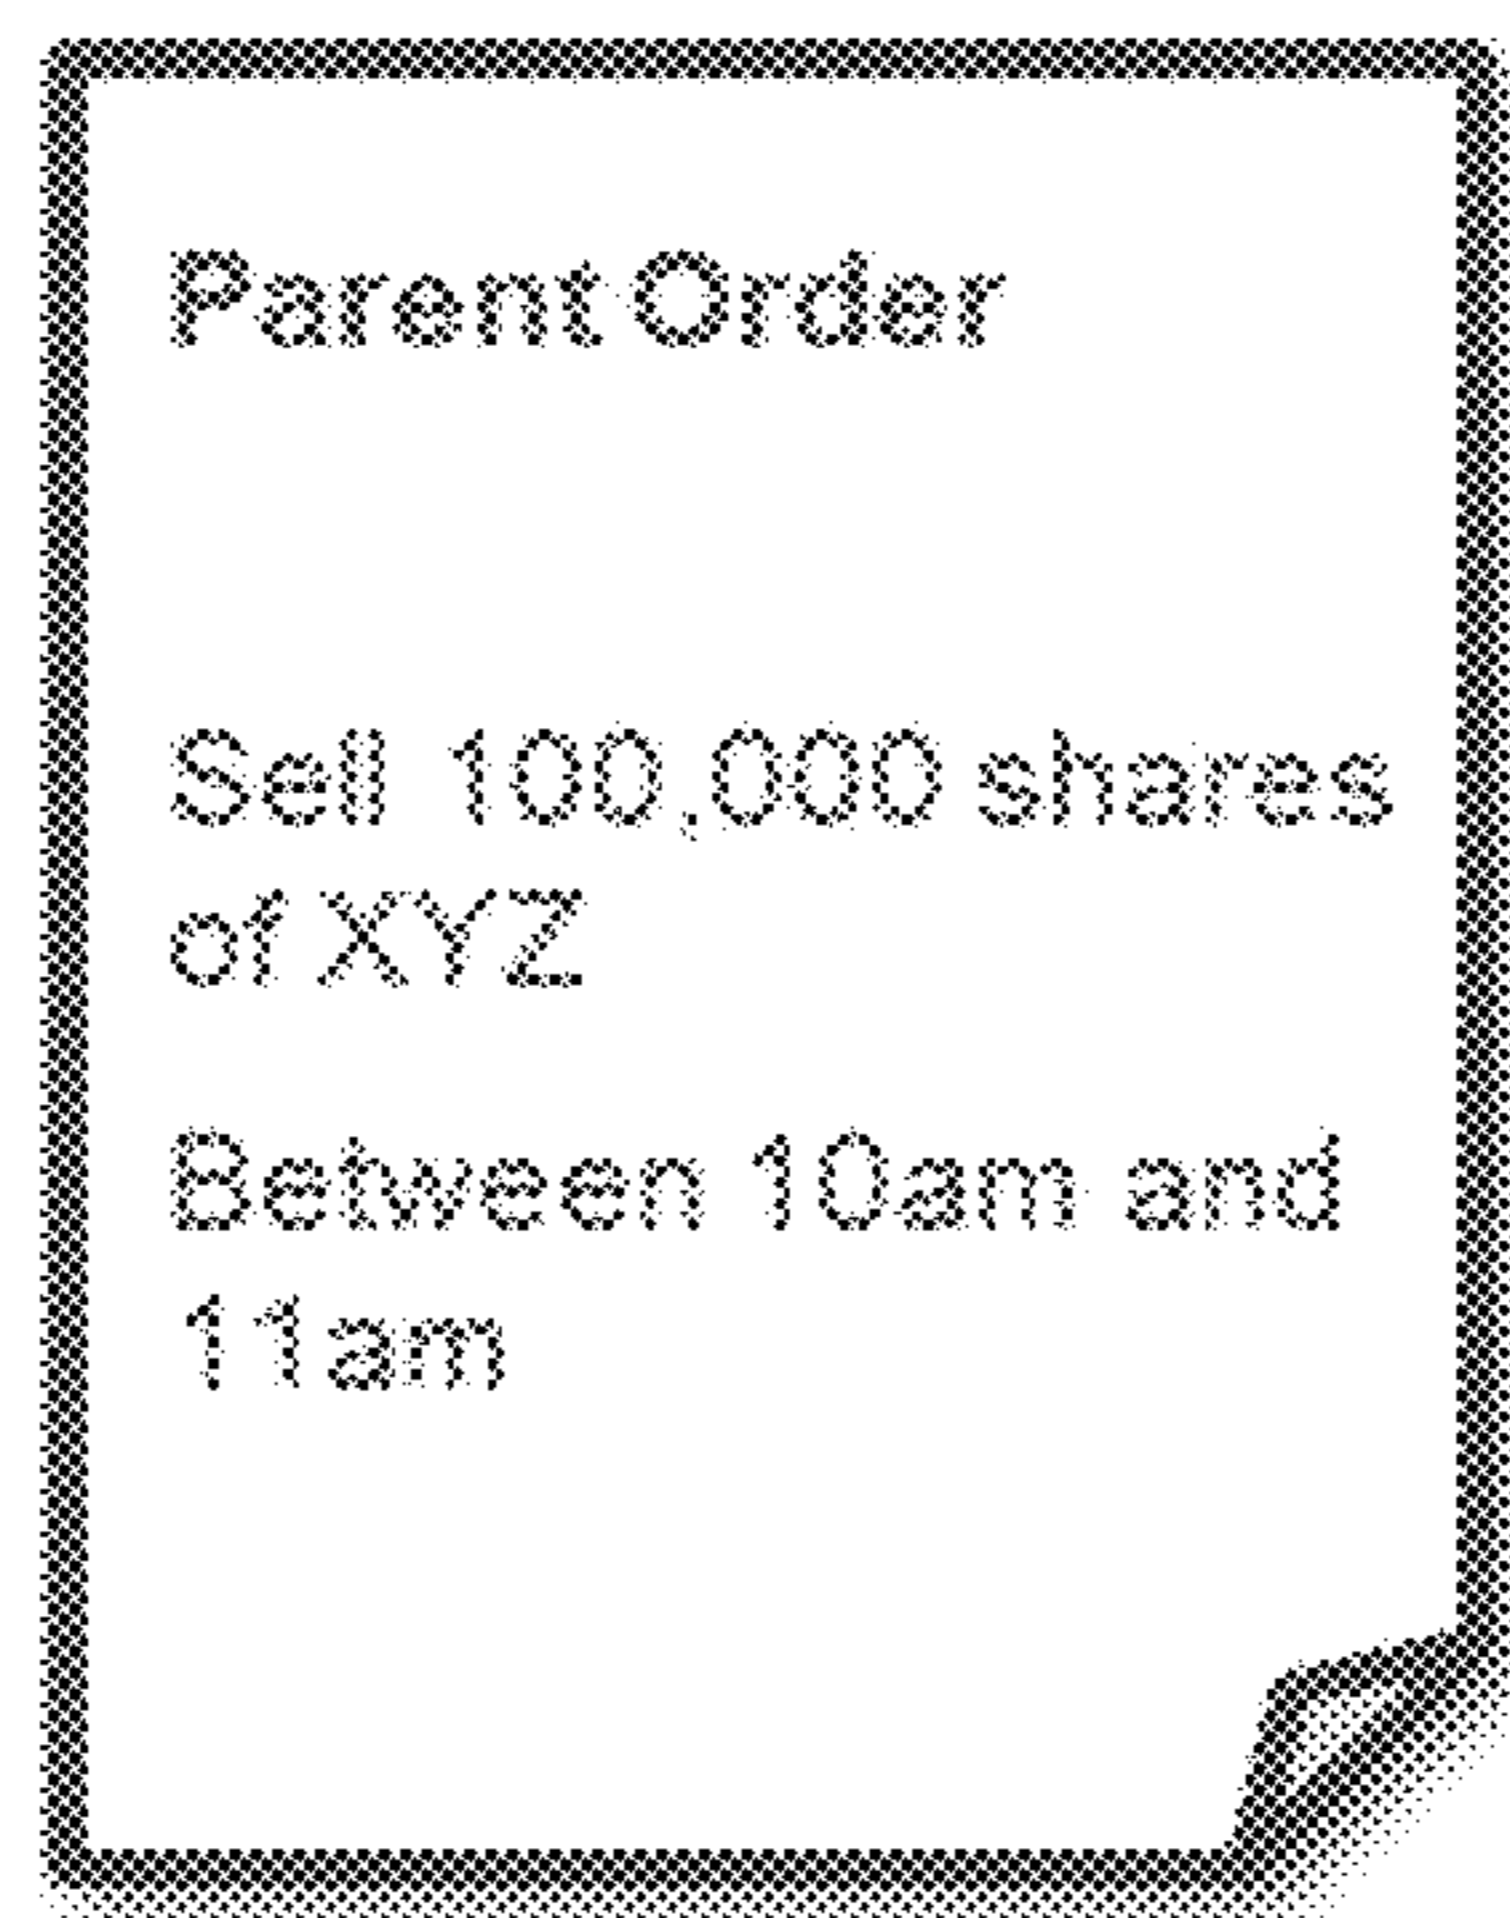 Parent Order
Sell 100,000 shares
of XYZ
Between 10am and
11am